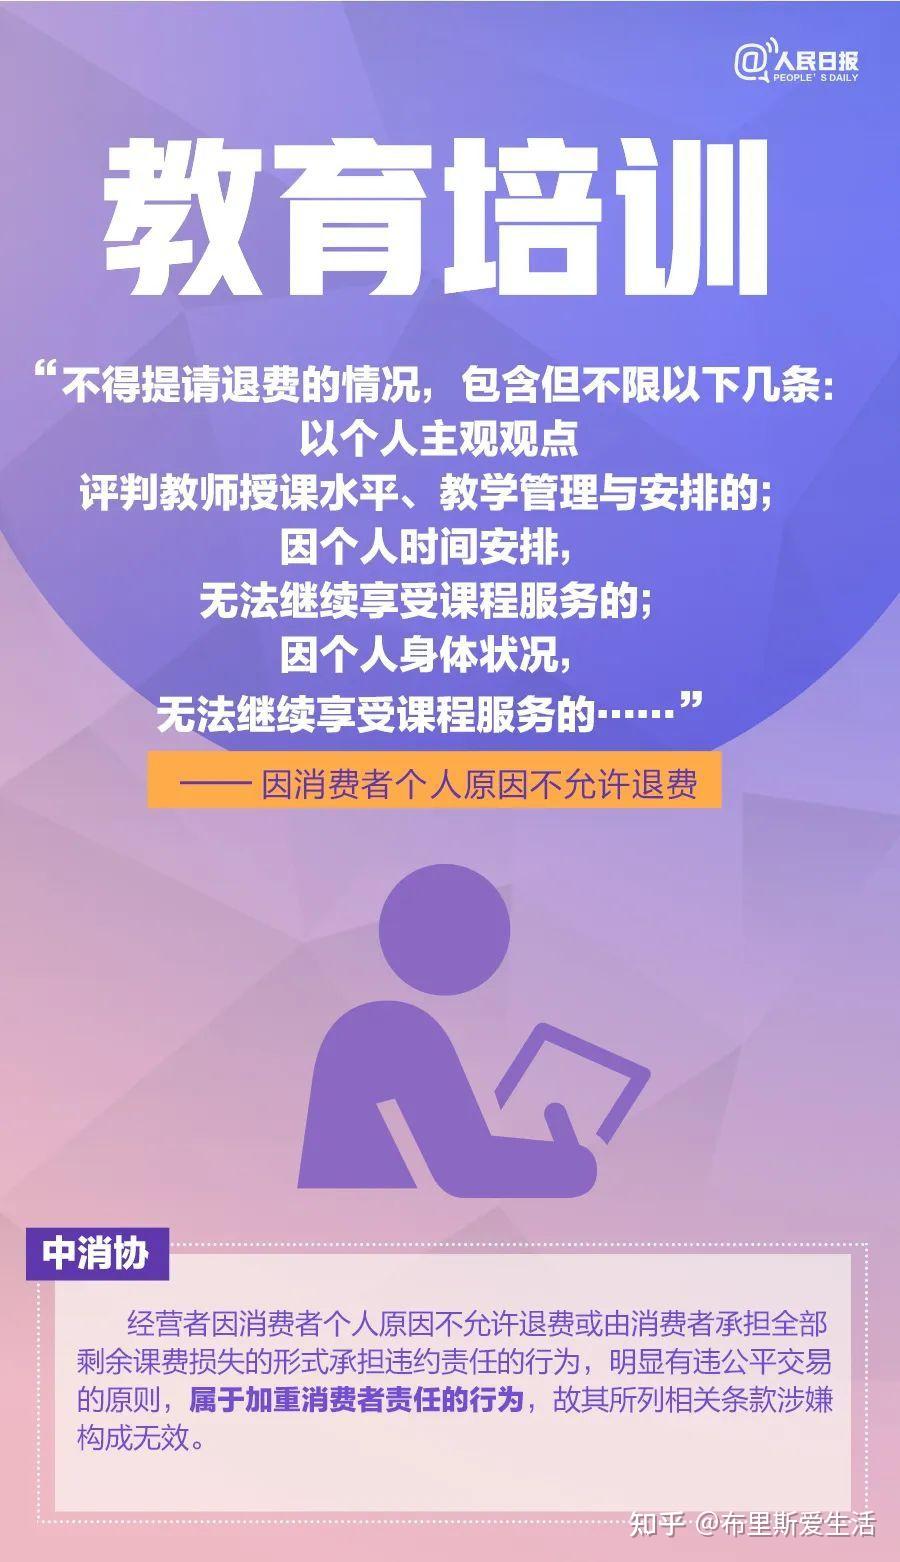 @人民日报
PEOPLE'S DAILY
教育培训
“不得提请退费的情况，包含但不限以下几条：
以个人主观观点
评判教师授课水平、教学管理与安排的；
因个人时间安排，
无法继续享受课程服务的；
因个人身体状况，
无法继续享受课程服务的……”
—— 因消费者个人原因不允许退费
中消协
经营者因消费者个人原因不允许退费或由消费者承担全部
剩余课费损失的形式承担违约责任的行为，明显有违公平交易
的原则，属于加重消费者责任的行为，故其所列相关条款涉嫌
构成无效。
知乎 @布里斯爱生活